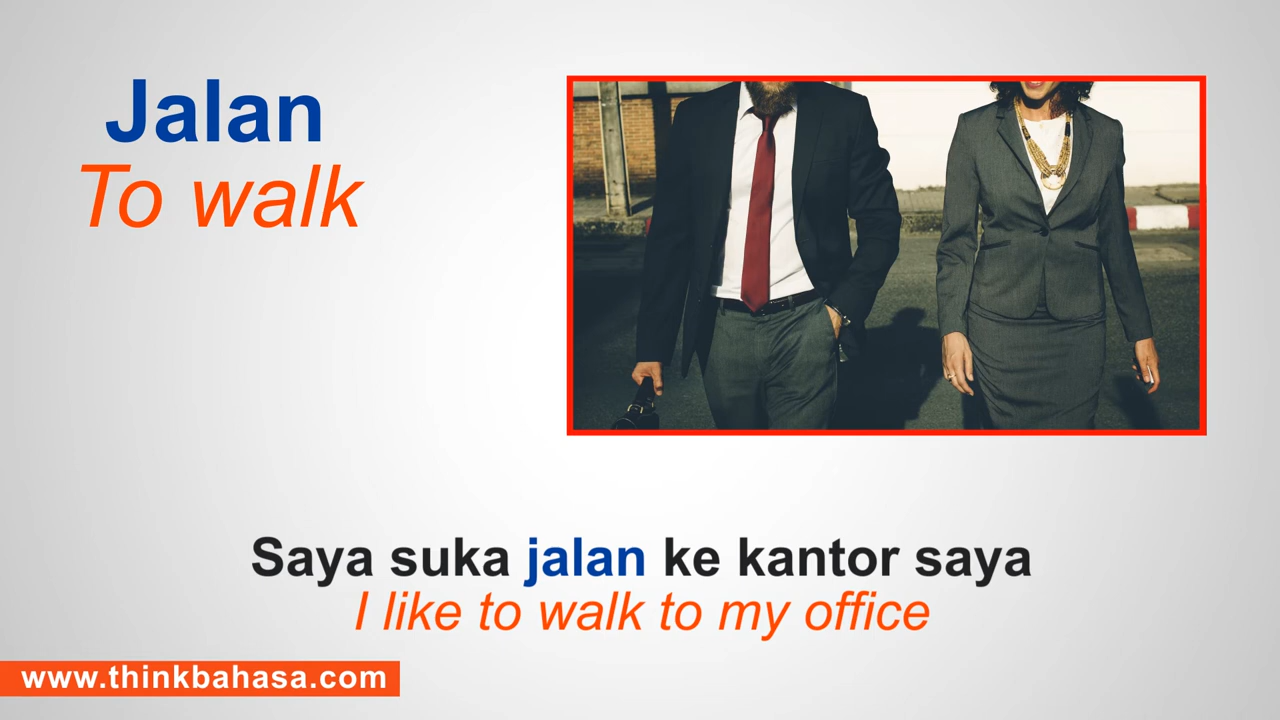 Jalan
To walk
Saya suka jalan ke kantor saya
I like to walk to my office
www.thinkbahasa.com